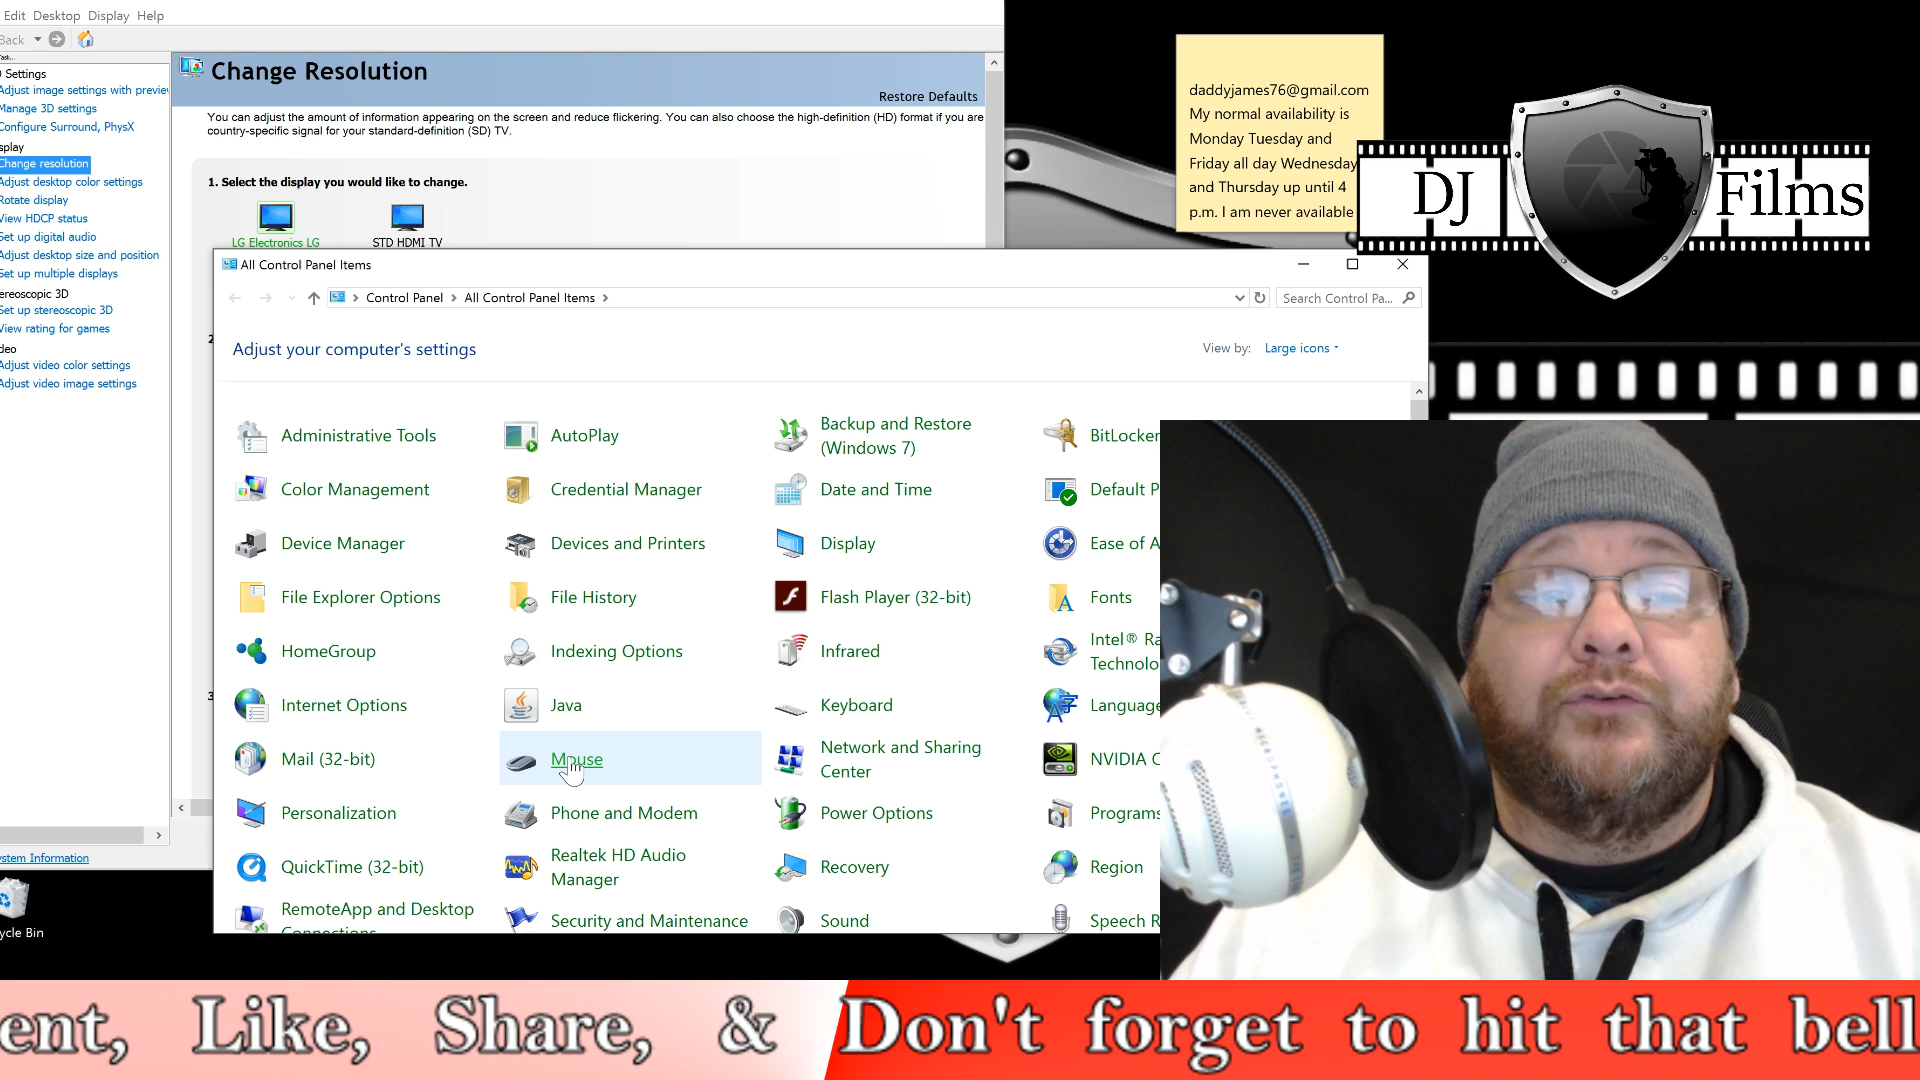 Edit Desktop Display Help
Back
Task...
Settings
Adjust image settings with preview
Manage 3D settings
Configure Surround, PhysX
splay
Change resolution
Adjust desktop color settings
Rotate display
View HDCP status
Set up digital audio
Adjust desktop size and position
Set up multiple displays
ereoscopic 3D
Set up stereoscopic 3D
View rating for games
deo
Adjust video color settings
Adjust video image settings
ystem Information
Change Resolution
Restore Defaults
You can adjust the amount of information appearing on the screen and reduce flickering. You can also choose the high-definition (HD) format if you are
country-specific signal for your standard-definition (SD) TV.
1. Select the display you would like to change.
LG Electronics LG
STD HDMI TV
2
3
daddyjames76@gmail.com
My normal availability is
Monday Tuesday and
Friday all day Wednesday
and Thursday up until 4
p.m. I am never available
DJ Films
All Control Panel Items
Control Panel > All Control Panel Items >
Search Control Pa...
Adjust your computer's settings
View by: Large icons
Administrative Tools
AutoPlay
Backup and Restore
(Windows 7)
BitLocker
Color Management
Credential Manager
Date and Time
Default P
Device Manager
Devices and Printers
Display
Ease of A
File Explorer Options
File History
Flash Player (32-bit)
Fonts
HomeGroup
Indexing Options
Infrared
Intel® Ra
Technolo
Internet Options
Java
Keyboard
Language
Mail (32-bit)
Mouse
Network and Sharing
Center
NVIDIA C
Personalization
Phone and Modem
Power Options
Programs
QuickTime (32-bit)
Realtek HD Audio
Manager
Recovery
Region
RemoteApp and Desktop
Connections
Security and Maintenance
Sound
Speech R
cycle Bin
ent, Like, Share, & Don't forget to hit that bell